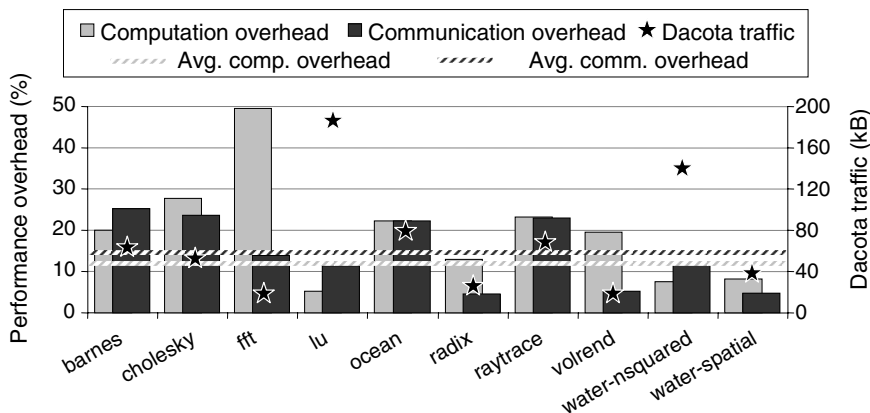 Computation overhead Communication overhead Dacota traffic
Avg. comp. overhead Avg. comm. overhead
Performance overhead (%)
50
40
30
20
10
0
200
160
120
80
40
0
Dacota traffic (kB)
barnes
cholesky
fft
lu
ocean
radix
raytrace
volrend
water-nsquared
water-spatial